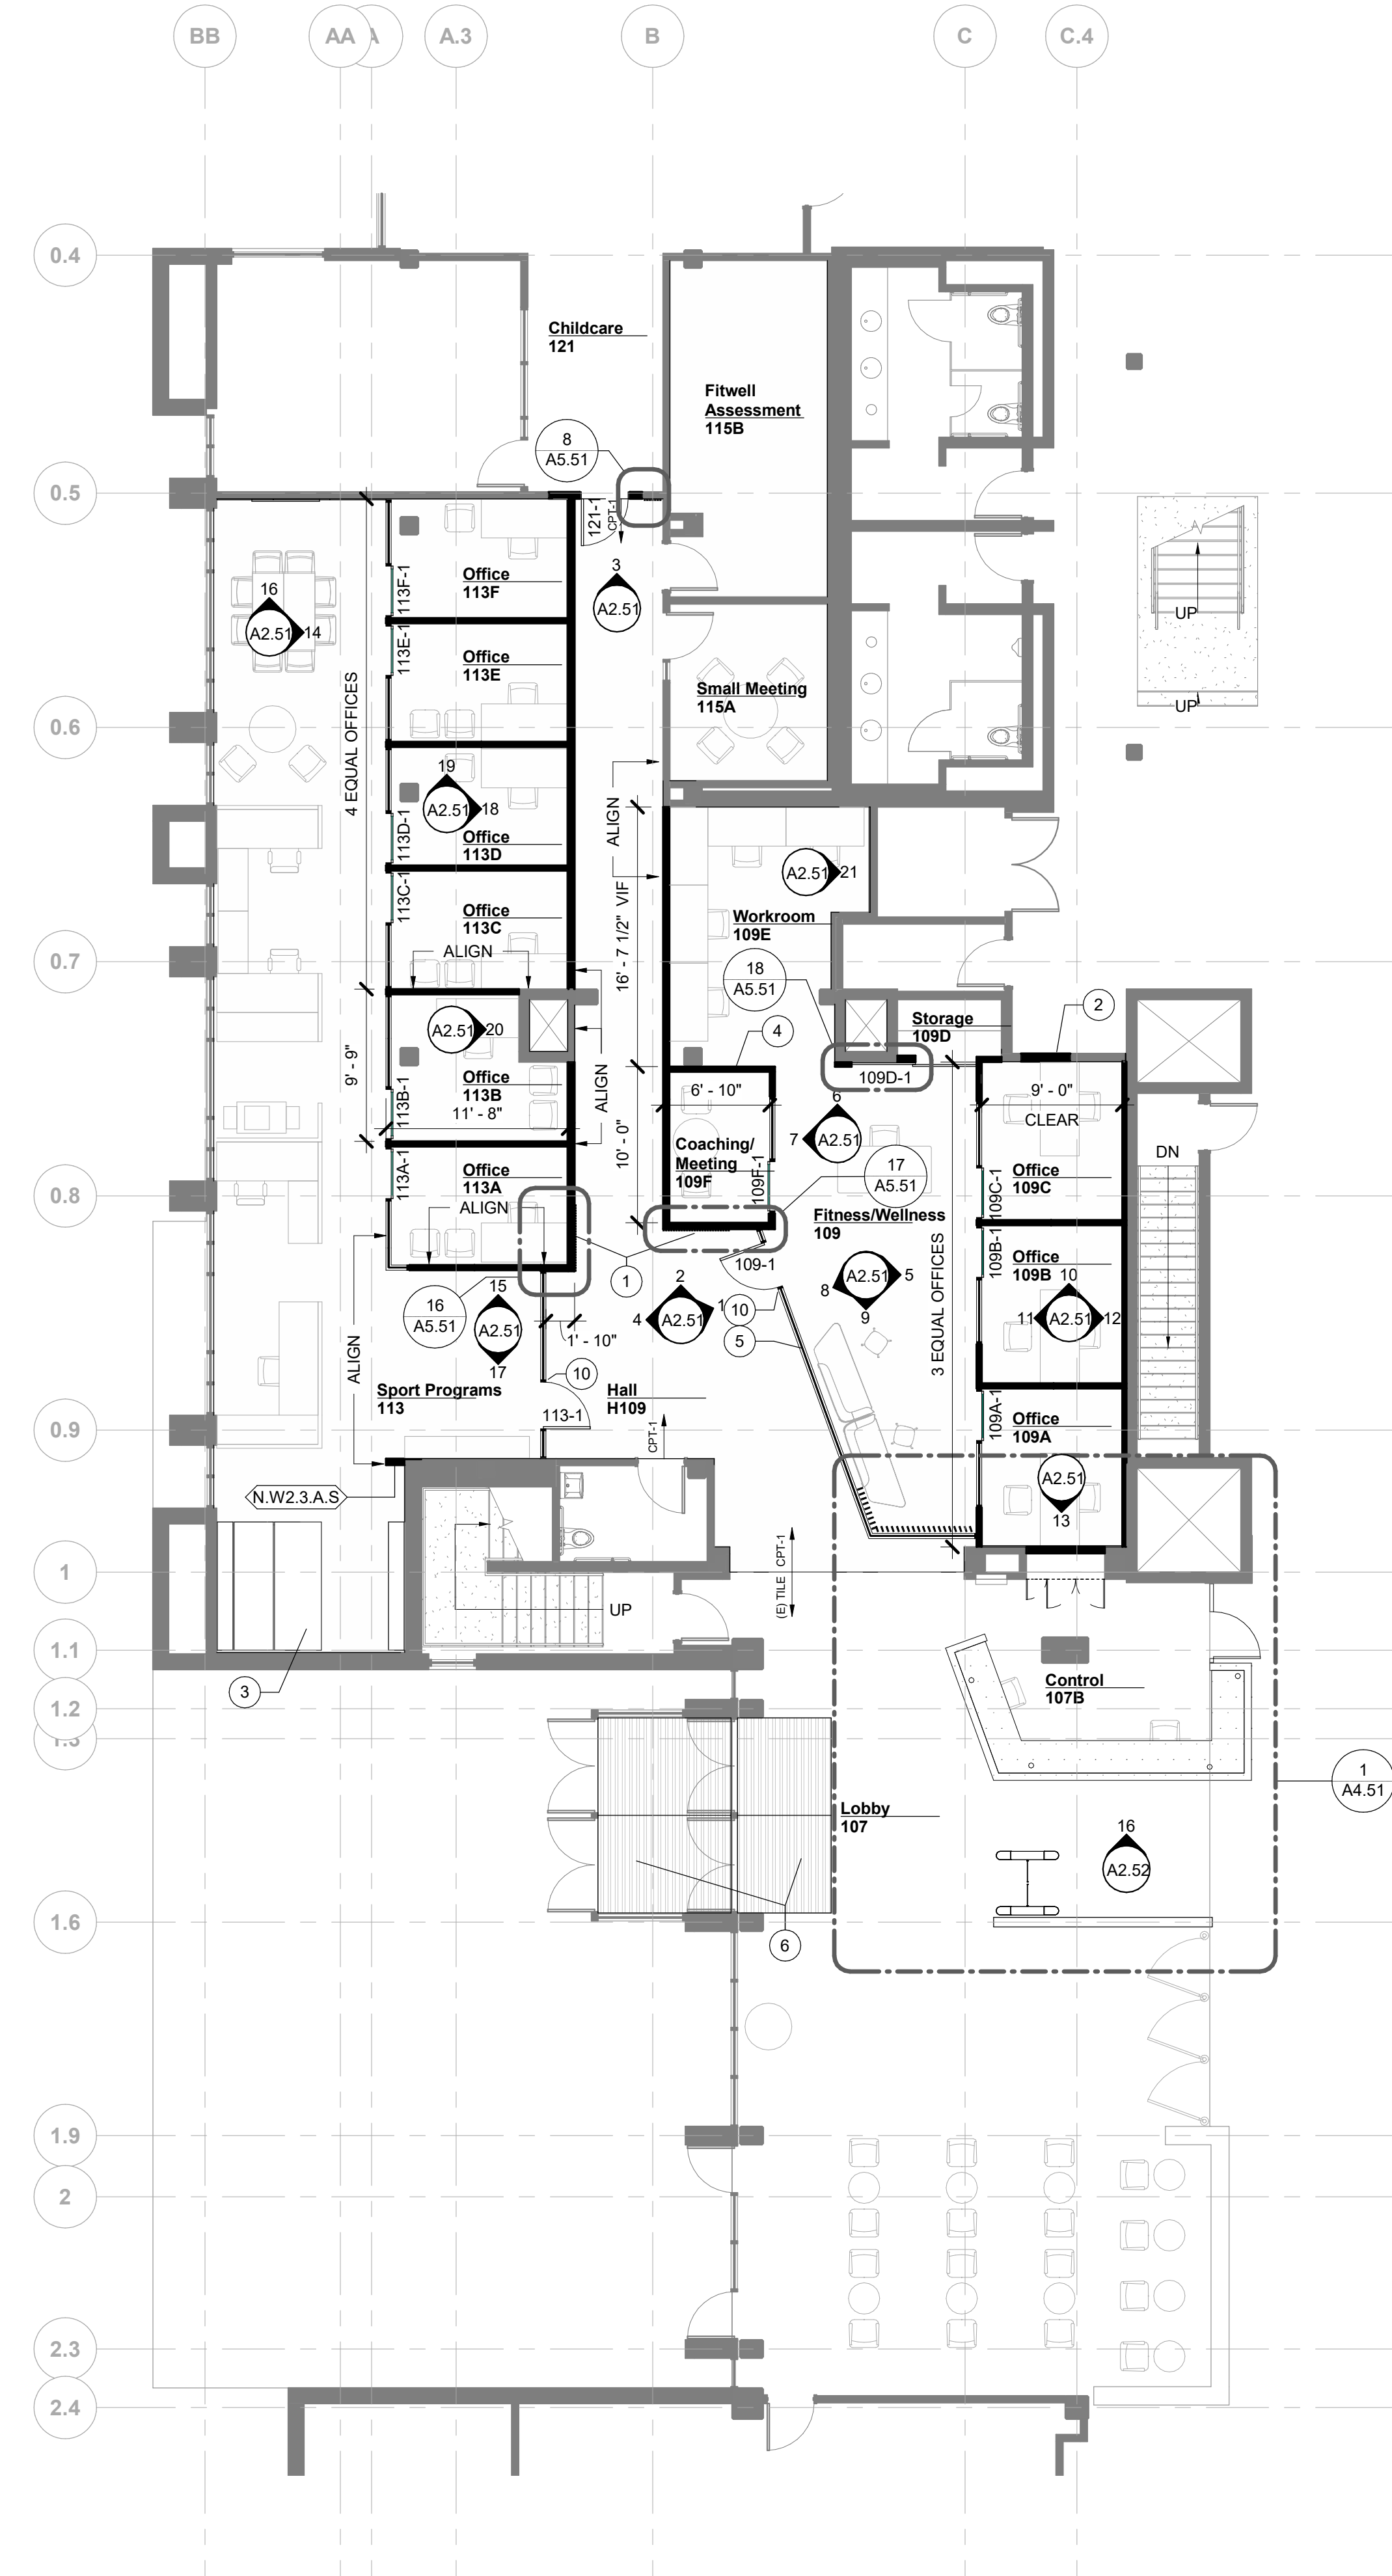 BB
AA
A
A.3
B
C
C.4
0.4
Childcare
121
Fitwell
Assessment
115B
8
A5.51
0.5
121-1
CPT-1
3
A2.51
Office
113F
113F-1
16
A2.51
14
UP
113E-1
Office
113E
4 EQUAL OFFICES
Small Meeting
115A
UP
0.6
19
A2.51
18
113D-1
Office
113D
ALIGN
A2.51
21
113C-1
Office
113C
16' - 7 1/2" VIF
Workroom
109E
ALIGN
0.7
18
A5.51
Storage
109D
2
A2.51
20
4
9' - 9"
ALIGN
109D-1
Office
113B
11' - 8"
113B-1
6' - 10"
9' - 0"
CLEAR
6
7
A2.51
10' - 0"
Coaching/
Meeting
109F
109F-1
17
A5.51
DN
113A-1
Office
113A
Office
109C
109C-1
0.8
ALIGN
Fitness/Wellness
109
109B-1
Office
109B
1
109-1
16
A5.51
15
A2.51
17
2
4
A2.51
1
10
8
A2.51
5
9
10
11
A2.51
12
1' - 10"
5
3 EQUAL OFFICES
ALIGN
10
Sport Programs
113
Hall
H109
113-1
109A-1
Office
109A
0.9
CPT-1
A2.51
13
N.W2.3.A.S
1
(E) TILE
CPT-1
UP
1.1
3
Control
107B
1.2
1.3
1
A4.51
Lobby
107
16
A2.52
1.6
6
1.9
2
2.3
2.4